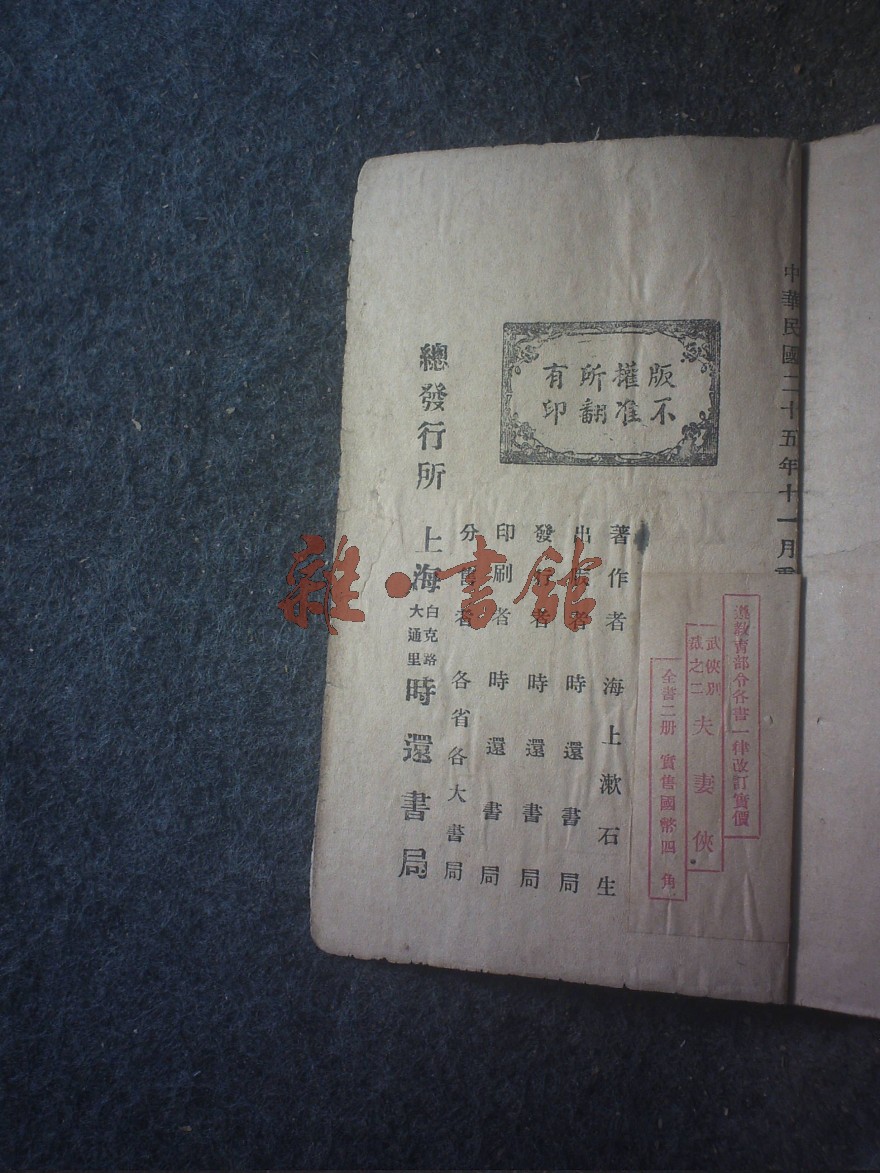 中華民國二十五年十一月
遵教育部令各書一律改訂實價
武俠別裁之二 夫妻俠
全書二册 實售國幣四角
版權所有
不准翻印
著作者 海上漱石生
出版者 時還書局
發行者 時還書局
印刷者 時還書局
分售者 各省各大書局
總發行所 上海 白克路大通里 時還書局
雜·書館